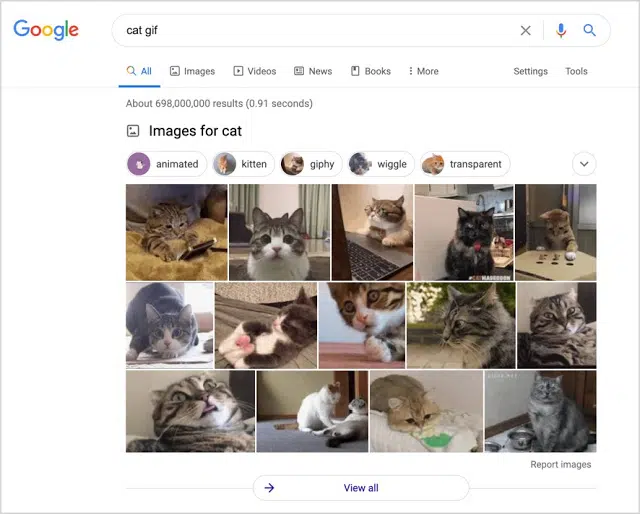 Google
cat gif
All Images Videos News Books More Settings Tools
About 698,000,000 results (0.91 seconds)
Images for cat
animated kitten giphy wiggle transparent
Report images
View all